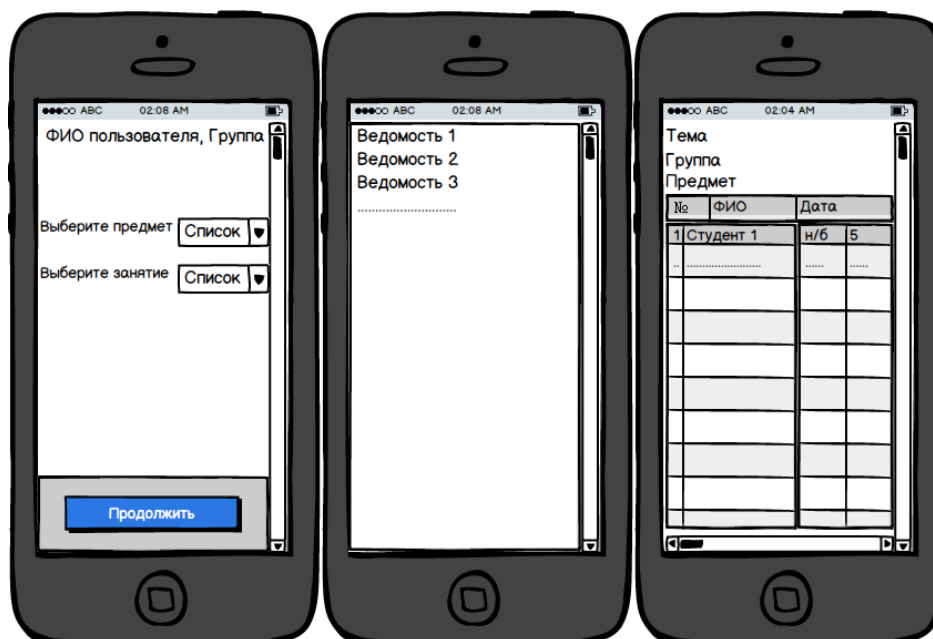 ABC 02:08 AM
ФИО пользователя, Группа
Выберите предмет Список
Выберите занятие Список
Продолжить
ABC 02:08 AM
Ведомость 1
Ведомость 2
Ведомость 3
............................
ABC 02:04 AM
Тема
Группа
Предмет
№ ФИО Дата
1 Студент 1 н/б 5
.. ........................ ...... ......